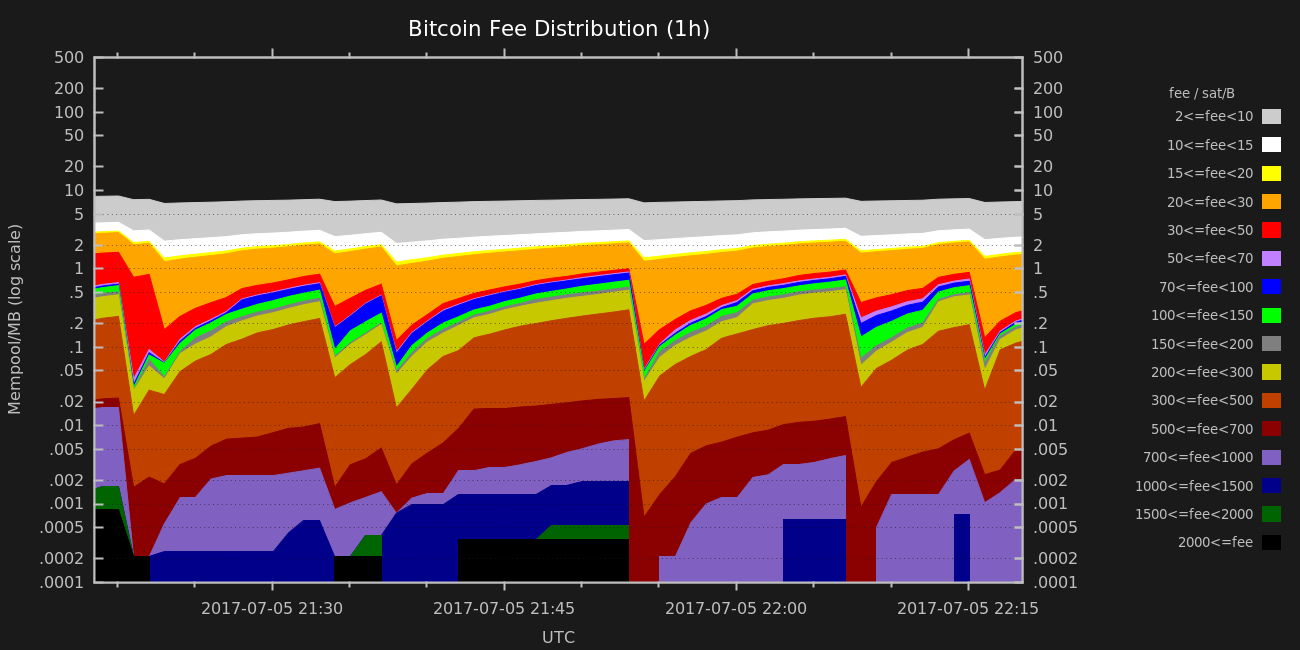 Bitcoin Fee Distribution (1h)
500
200
100
50
20
10
5
2
1
.5
.2
.1
.05
.02
.01
.005
.002
.001
.0005
.0002
.0001
Mempool/MB (log scale)
500
200
100
50
20
10
5
2
1
.5
.2
.1
.05
.02
.01
.005
.002
.001
.0005
.0002
.0001
2017-07-05 21:30
2017-07-05 21:45
2017-07-05 22:00
2017-07-05 22:15
UTC
fee / sat/B
2<=fee<10
10<=fee<15
15<=fee<20
20<=fee<30
30<=fee<50
50<=fee<70
70<=fee<100
100<=fee<150
150<=fee<200
200<=fee<300
300<=fee<500
500<=fee<700
700<=fee<1000
1000<=fee<1500
1500<=fee<2000
2000<=fee